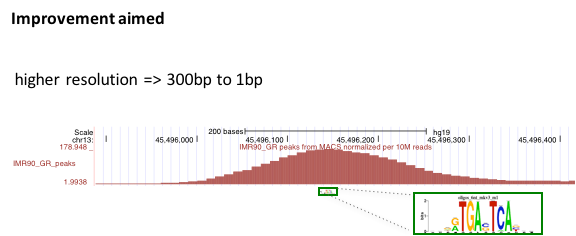 Improvement aimed
higher resolution => 300bp to 1bp
Scale 200 bases hg19
chr13: 45,496,000 45,496,100 45,496,200 45,496,300 45,496,400
178.948 _ IMR90_GR peaks from MACS normalized per 10M reads
IMR90_GR_peaks
1.9938
TGA TCA